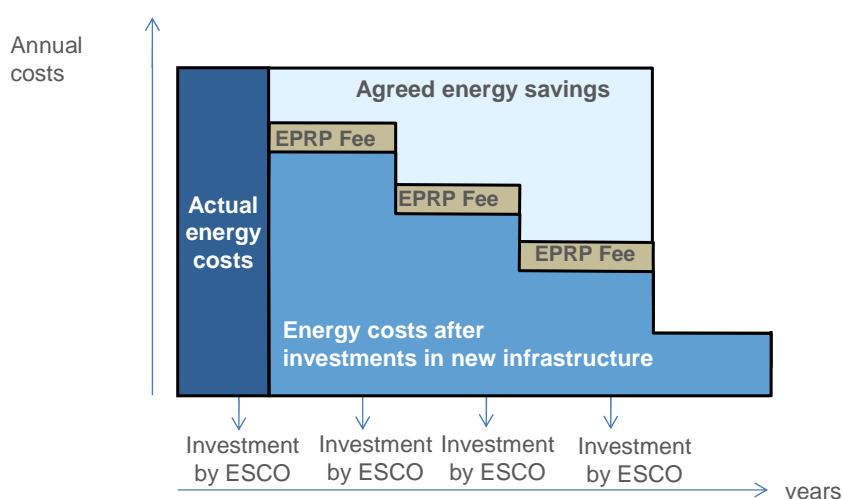 Annual
costs
Agreed energy savings
EPRP Fee
EPRP Fee
EPRP Fee
Actual
energy
costs
Energy costs after
investments in new infrastructure
Investment
by ESCO
Investment
by ESCO
Investment
by ESCO
Investment
by ESCO
years